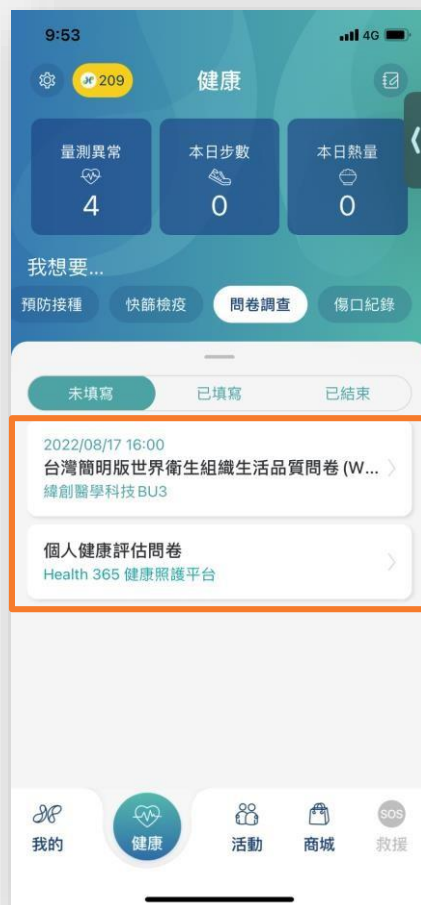 9:53
4G
209
健康
量測異常
4
本日步數
0
本日熱量
0
我想要...
預防接種
快篩檢疫
問卷調查
傷口紀錄
未填寫
已填寫
已結束
2022/08/17 16:00
台灣簡明版世界衛生組織生活品質問卷 (W...
緯創醫學科技BU3
個人健康評估問卷
Health 365 健康照護平台
我的
健康
活動
商城
SOS
救援